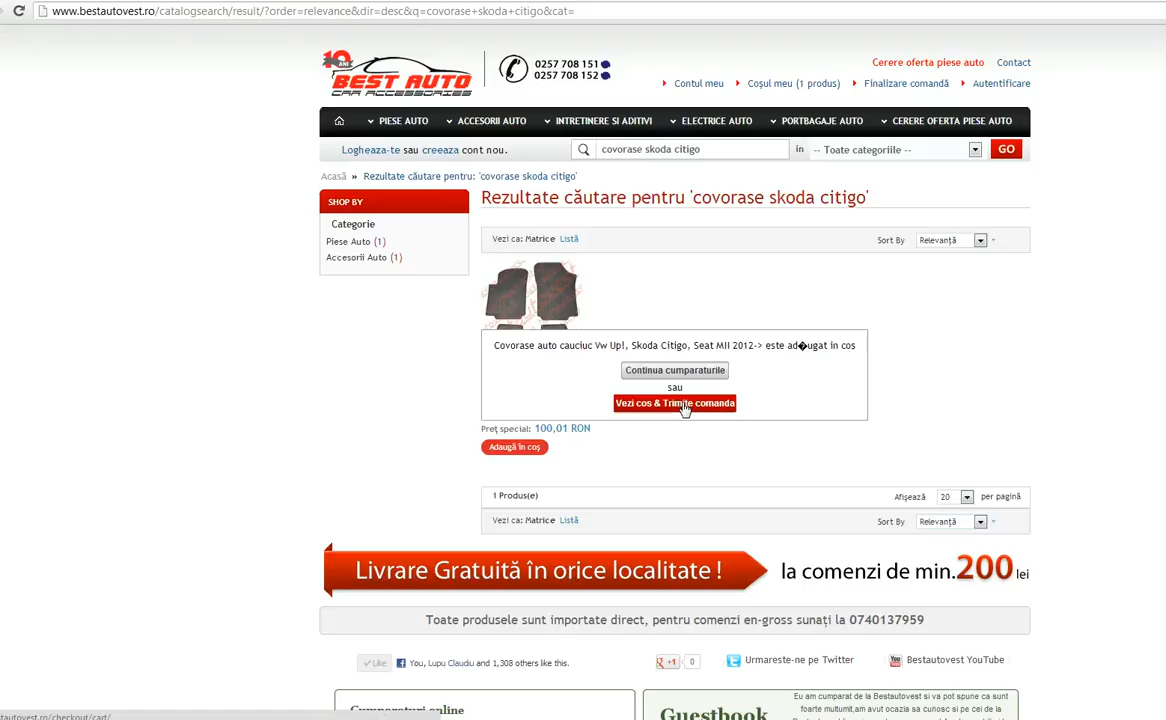 www.bestautovest.ro/catalogsearch/result/?order=relevance&dir=desc&q=covorase+skoda+citigo&cat=
10 ANI
BEST AUTO
CAR ACCESSORIES
0257 708 151
0257 708 152
Cerere oferta piese auto Contact
Contul meu Coșul meu (1 produs) Finalizare comandă Autentificare
PIESE AUTO ACCESORII AUTO INTRETINERE SI ADITIVI ELECTRICE AUTO PORTBAGAJE AUTO CERERE OFERTA PIESE AUTO
Logheaza-te sau creeaza cont nou. covorase skoda citigo in -- Toate categoriile -- GO
Acasă » Rezultate căutare pentru: 'covorase skoda citigo'
SHOP BY
Categorie
Piese Auto (1)
Accesorii Auto (1)
Rezultate căutare pentru 'covorase skoda citigo'
Vezi ca: Matrice Listă Sort By Relevanță
Covorase auto cauciuc Vw Up!, Skoda Citigo, Seat MII 2012-> este ad�ugat in cos
Continua cumparaturile
sau
Vezi cos & Trimite comanda
Preţ special: 100,01 RON
Adaugă în coş
1 Produs(e) Afişează 20 per pagină
Vezi ca: Matrice Listă Sort By Relevanță
Livrare Gratuită în orice localitate ! la comenzi de min.200 lei
Toate produsele sunt importate direct, pentru comenzi en-gross sunați la 0740137959
Like You, Lupu Claudiu and 1,308 others like this. +1 0 Urmareste-ne pe Twitter You Tube Bestautovest YouTube
Cumparaturi online
Guestbook
Eu am cumparat de la Bestautovest si va pot spune ca sunt
foarte multumit,am avut ocazia sa cunosc si pe cei de la
tautovest.ro/checkout/cart/